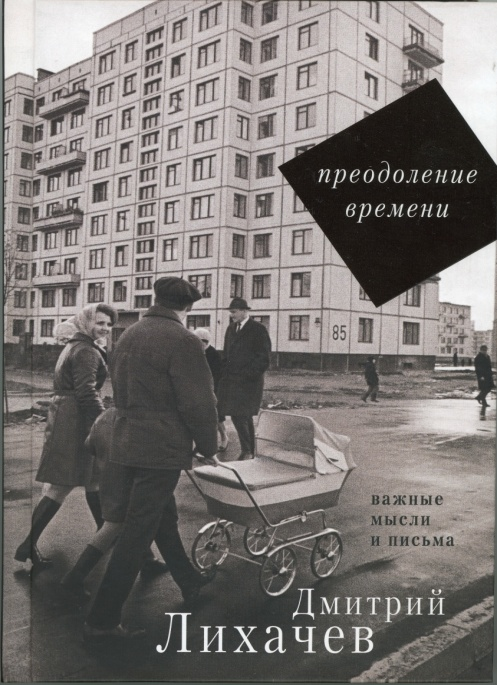 преодоление
времени
85
важные
мысли
и письма
Дмитрий
Лихачев